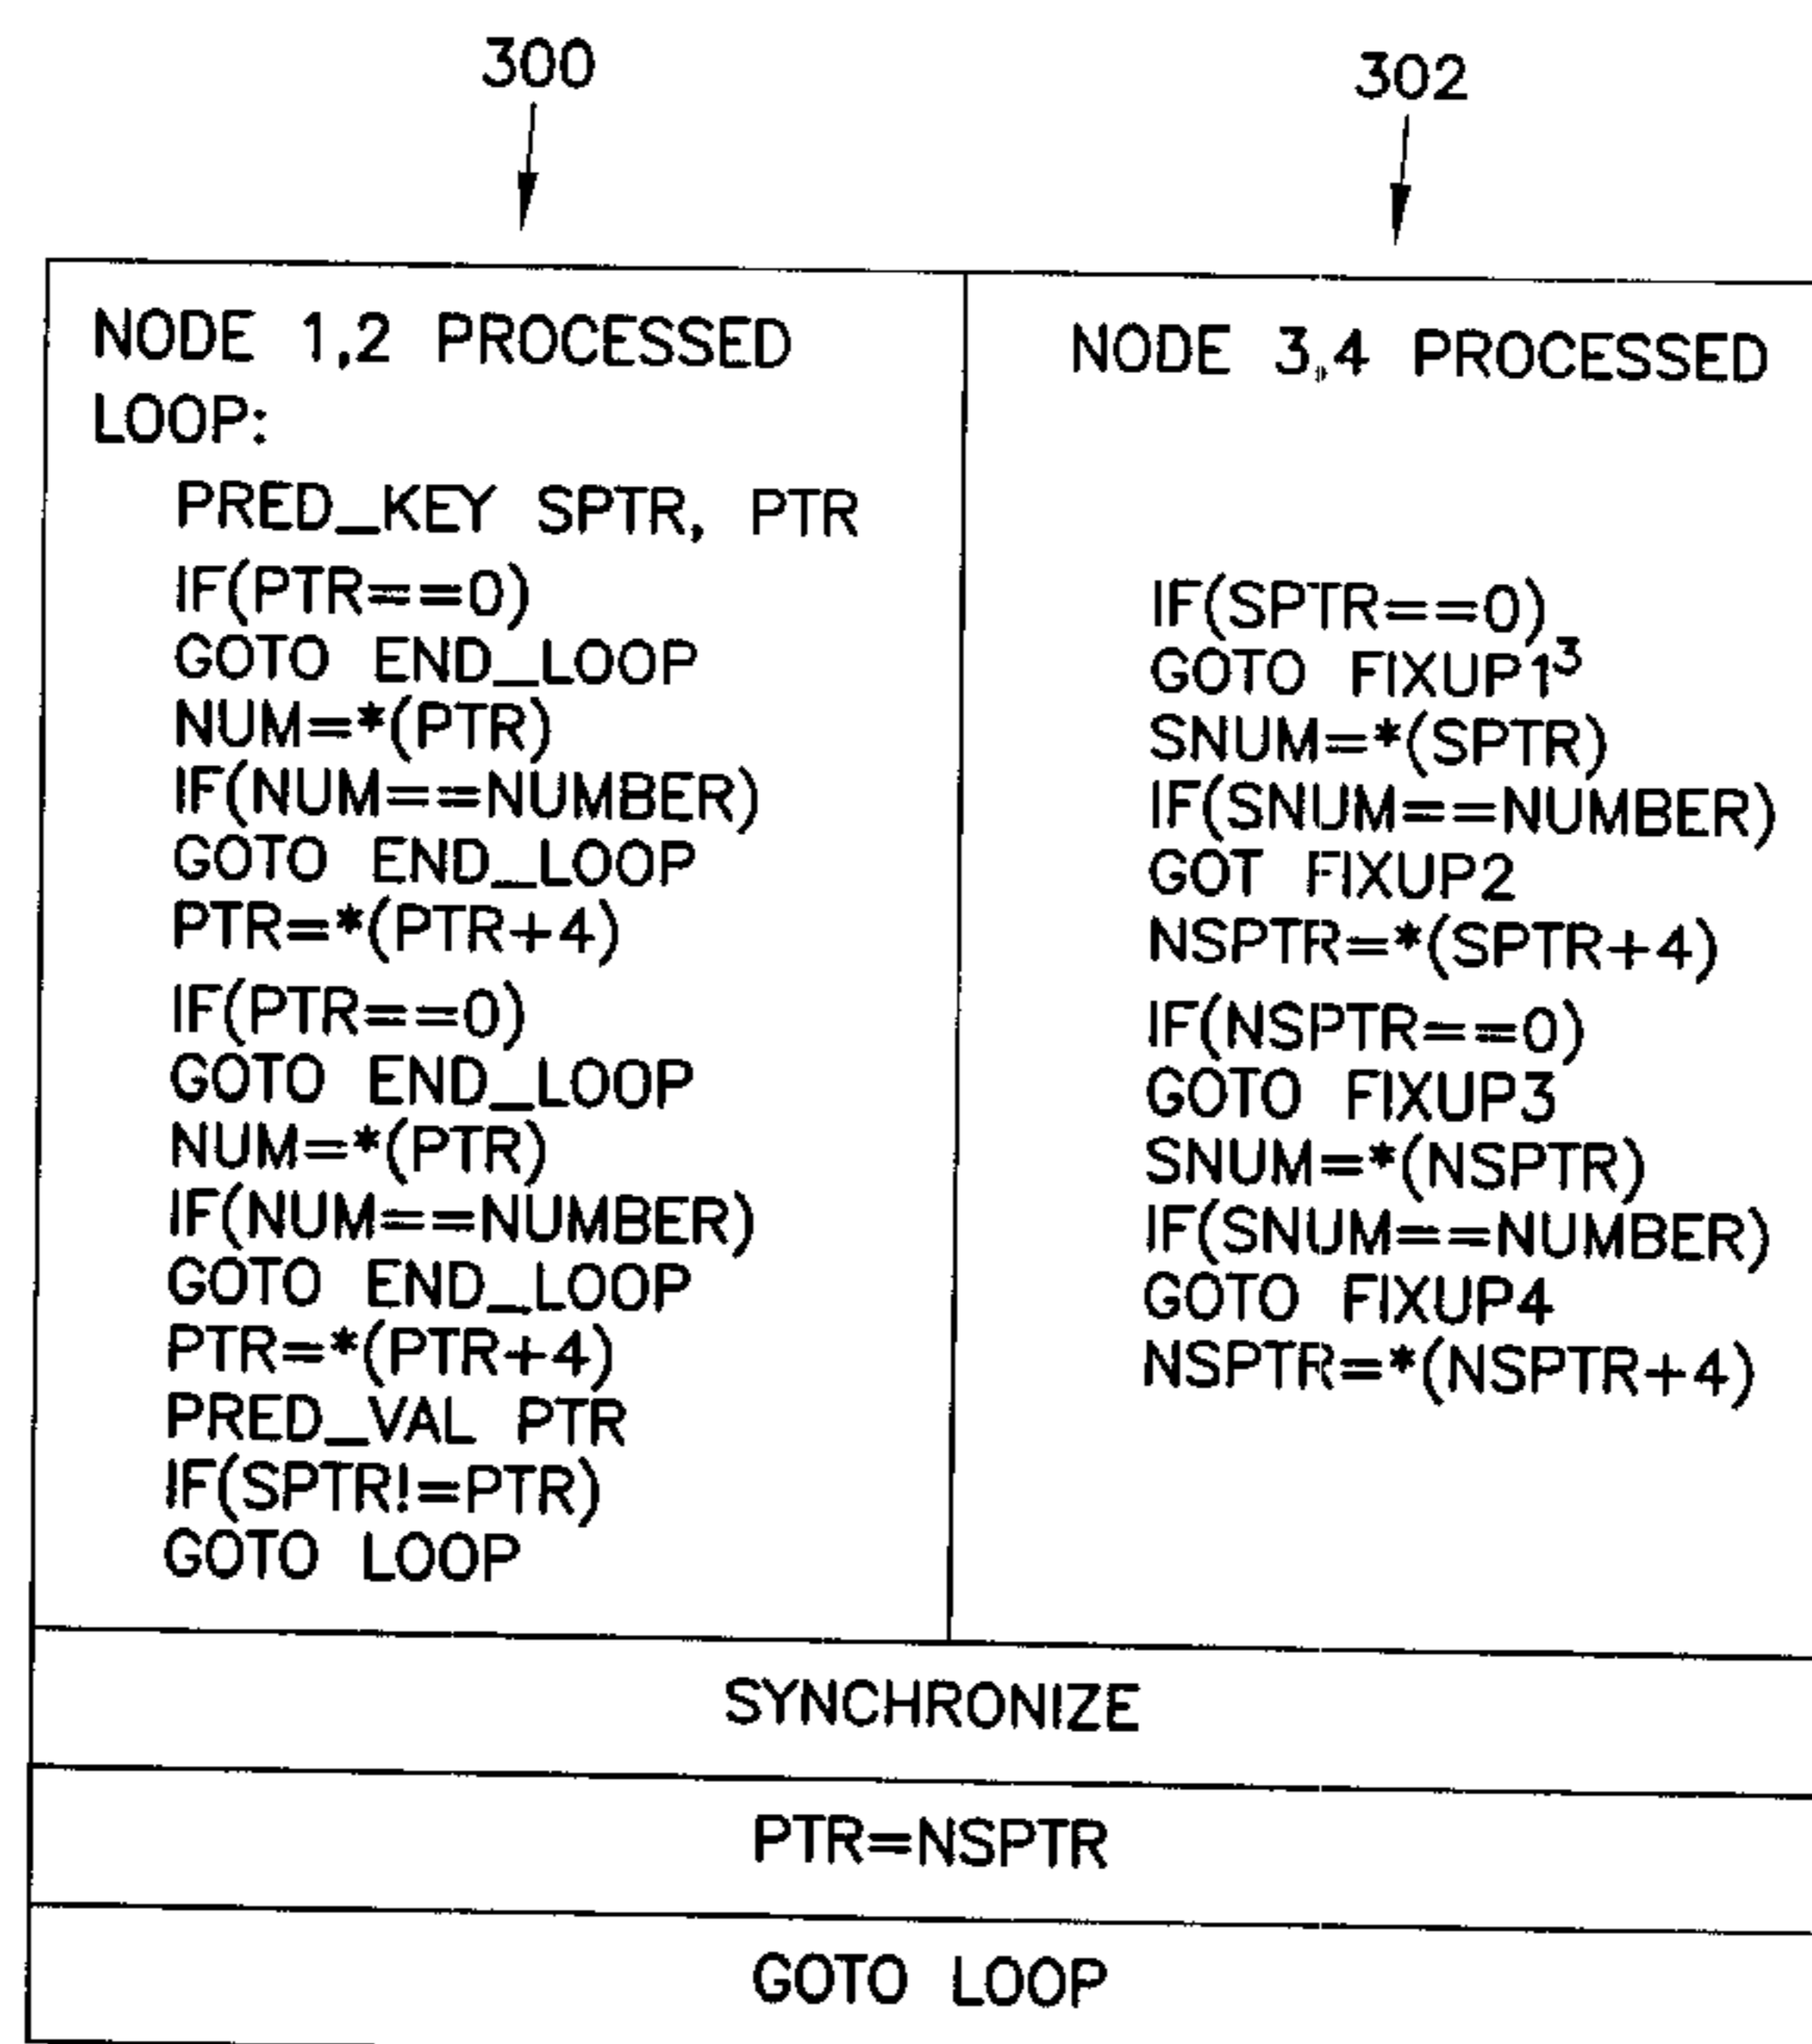 300
302
NODE 1,2 PROCESSED
LOOP:
PRED_KEY SPTR, PTR
IF(PTR==0)
GOTO END_LOOP
NUM=*(PTR)
IF(NUM==NUMBER)
GOTO END_LOOP
PTR=*(PTR+4)
IF(PTR==0)
GOTO END_LOOP
NUM=*(PTR)
IF(NUM==NUMBER)
GOTO END_LOOP
PTR=*(PTR+4)
PRED_VAL PTR
IF(SPTR!=PTR)
GOTO LOOP
NODE 3,4 PROCESSED
IF(SPTR==0)
GOTO FIXUP1³
SNUM=*(SPTR)
IF(SNUM==NUMBER)
GOT FIXUP2
NSPTR=*(SPTR+4)
IF(NSPTR==0)
GOTO FIXUP3
SNUM=*(NSPTR)
IF(SNUM==NUMBER)
GOTO FIXUP4
NSPTR=*(NSPTR+4)
SYNCHRONIZE
PTR=NSPTR
GOTO LOOP